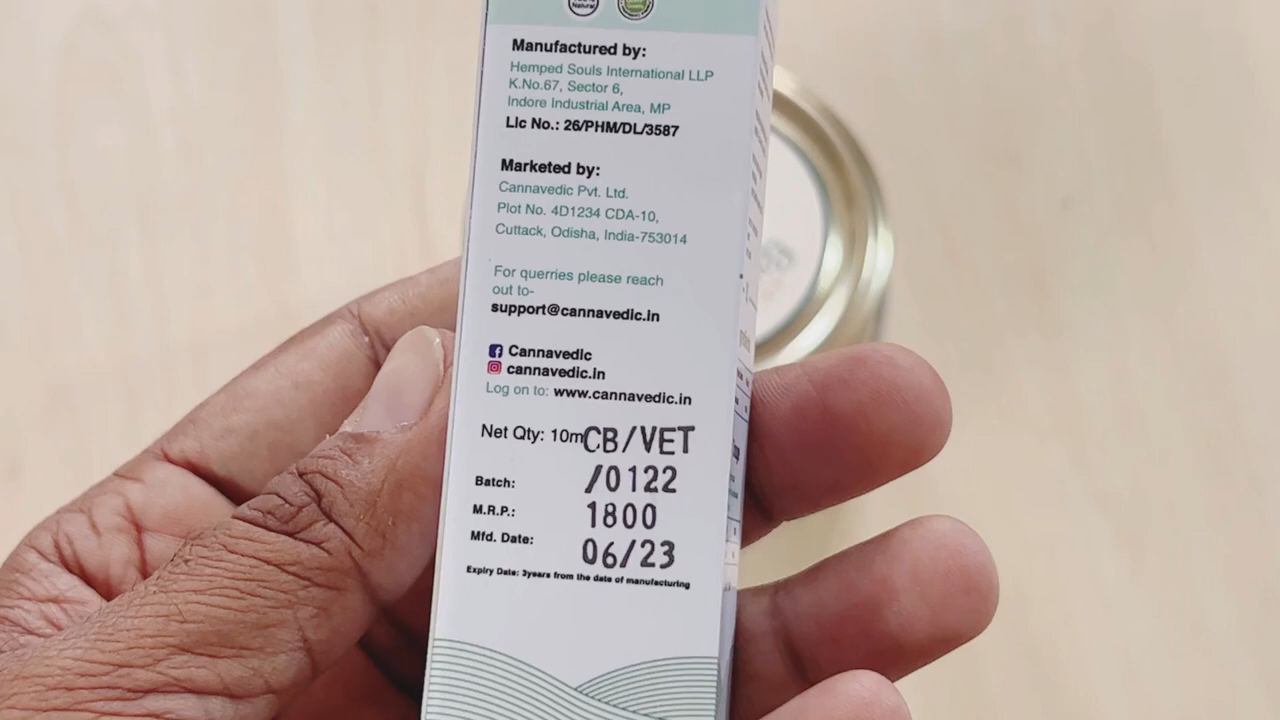 Natural
Manufactured by:
Hemped Souls International LLP
K.No.67, Sector 6,
Indore Industrial Area, MP
Lic No.: 26/PHM/DL/3587
Marketed by:
Cannavedic Pvt. Ltd.
Plot No. 4D1234 CDA-10,
Cuttack, Odisha, India-753014
For querries please reach
out to-
support@cannavedic.in
Cannavedic
cannavedic.in
Log on to: www.cannavedic.in
Net Qty: 10m CB/VET
Batch: /0122
M.R.P.: 1800
Mfd. Date: 06/23
Expiry Date: 3years from the date of manufacturing